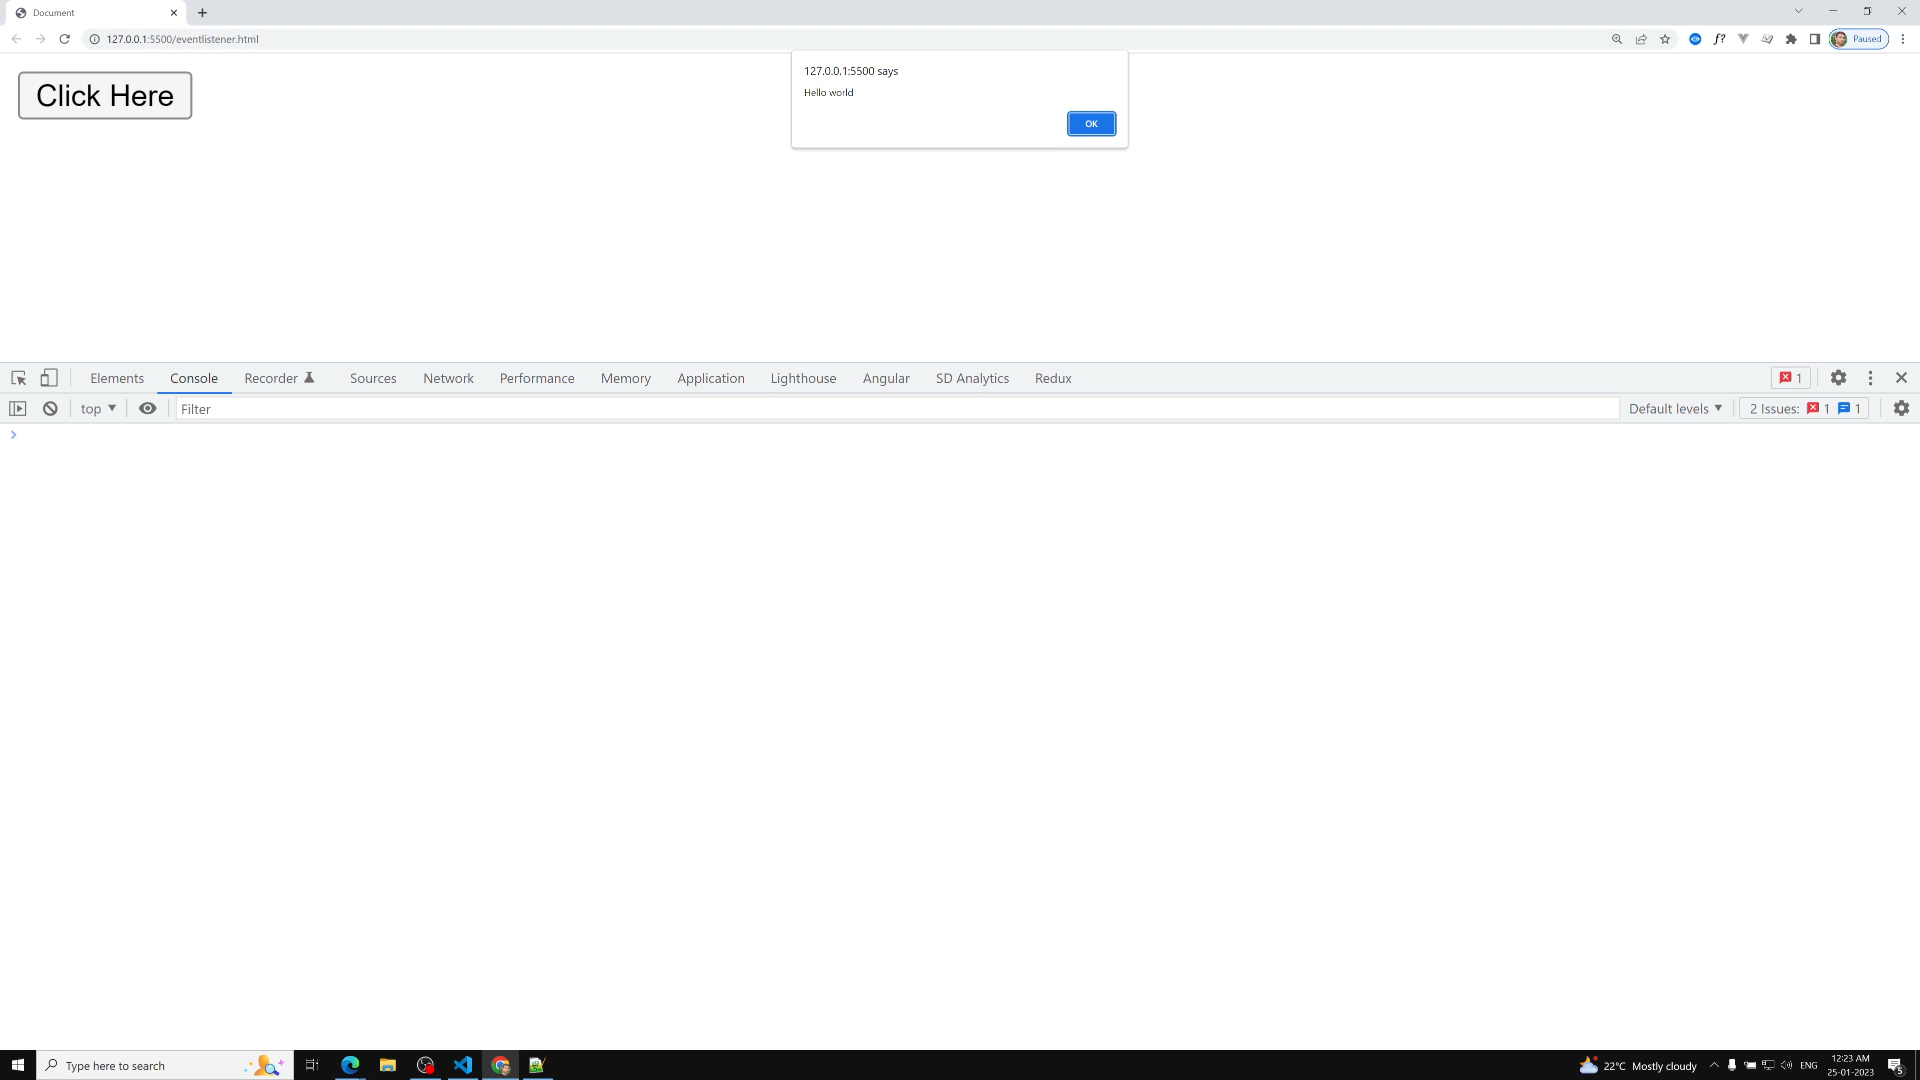 Document
127.0.0.1:5500/eventlistener.html
f?
Paused
Click Here
127.0.0.1:5500 says
Hello world
OK
Elements
Console
Recorder
Sources
Network
Performance
Memory
Application
Lighthouse
Angular
SD Analytics
Redux
1
top
Filter
Default levels
2 Issues:
1
1
Type here to search
22°C Mostly cloudy
ENG
12:23 AM
25-01-2023
5